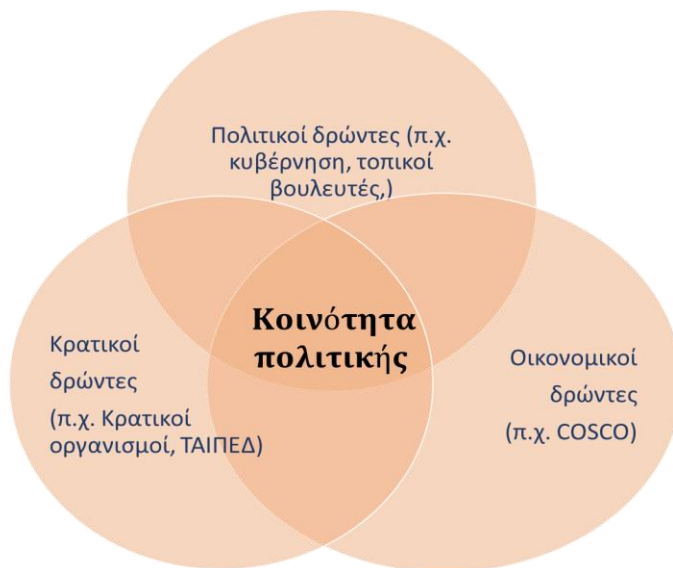 Πολιτικοί δρώντες (π.χ.
κυβέρνηση, τοπικοί
βουλευτές,)
Κοινότητα
πολιτικής
Κρατικοί
δρώντες
(π.χ. Κρατικοί
οργανισμοί, ΤΑΙΠΕΔ)
Οικονομικοί
δρώντες
(π.χ. COSCO)